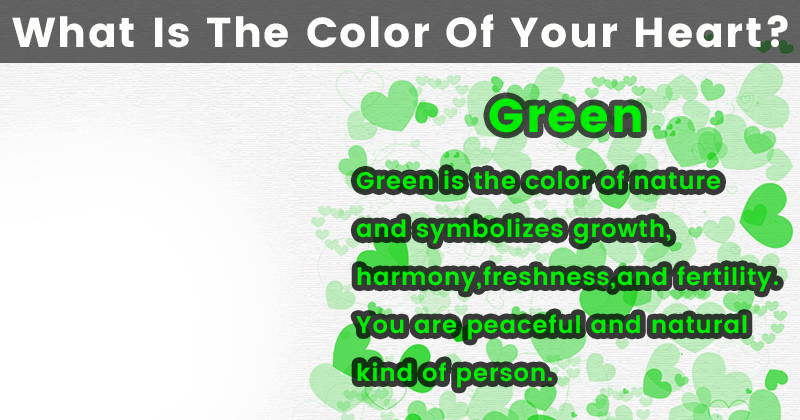 What Is The Color Of Your Heart?
Green
Green is the color of nature
and symbolizes growth,
harmony,freshness,and fertility.
You are peaceful and natural
kind of person.